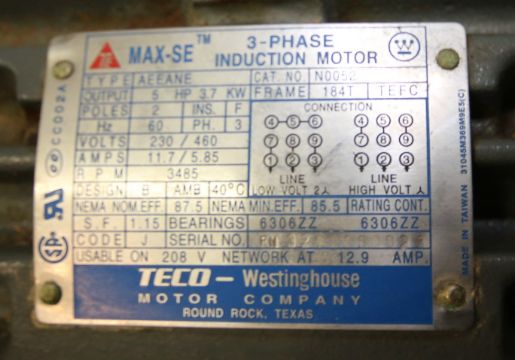 MAX-SE™ 3-PHASE INDUCTION MOTOR
TYPE AEEANE CAT. NO N0052
OUTPUT 5 HP 3.7 KW FRAME 184T TEFC
POLES 2 INS. F
Hz 60 PH. 3
VOLTS 230/460
AMPS 11.7/5.85
RPM 3485
CONNECTION
4 5 6 4 5 6
7 8 9 7 8 9
1 2 3 1 2 3
LINE LINE
LOW VOLT 2⅄ HIGH VOLT ⅄
DESIGN B AMB 40°C
NEMA NOM EFF 87.5 NEMA MIN. EFF. 85.5 RATING CONT.
S.F. 1.15 BEARINGS 6306ZZ 6306ZZ
CODE J SERIAL NO.
USABLE ON 208 V NETWORK AT 12.9 AMP.
TECO – Westinghouse
MOTOR COMPANY
ROUND ROCK, TEXAS
CCD02A
MADE IN TAIWAN 31045M369M9E5(C)